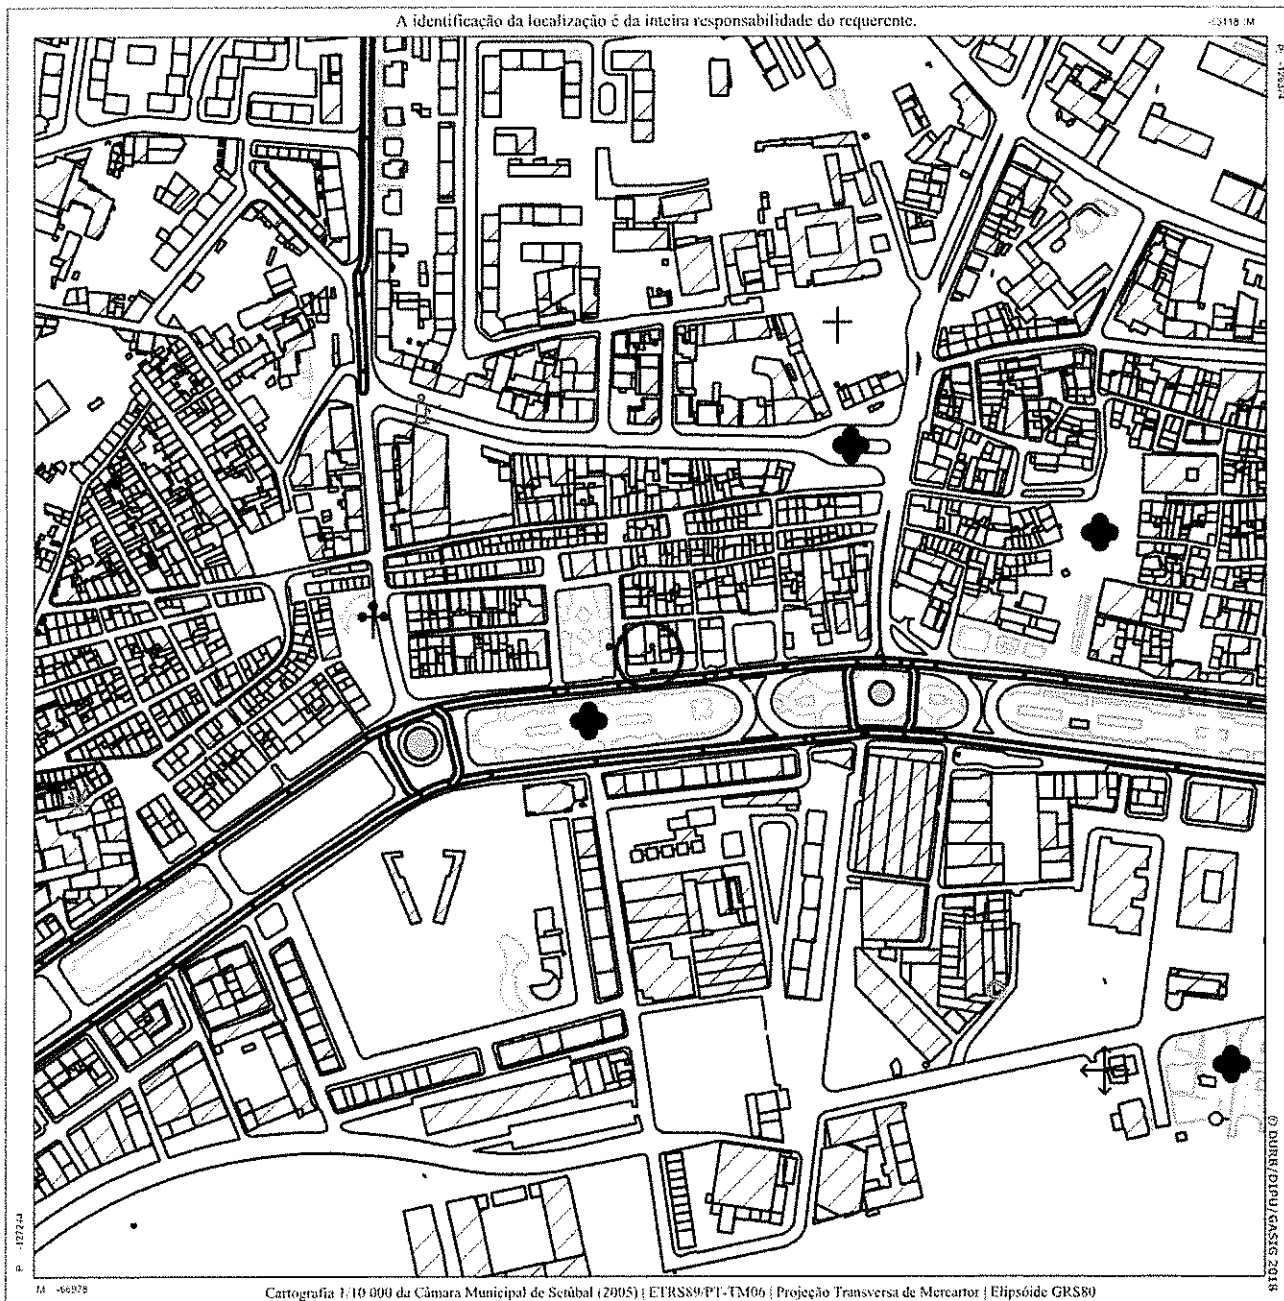 A identificação da localização é da inteira responsabilidade do requerente.
© DURB/DIPU/GASIG 2018
M -66978
Cartografia 1/10 000 da Câmara Municipal de Setúbal (2005) | ETRS89/PT-TM06 | Projeção Transversa de Mercartor | Elipsóide GRS80